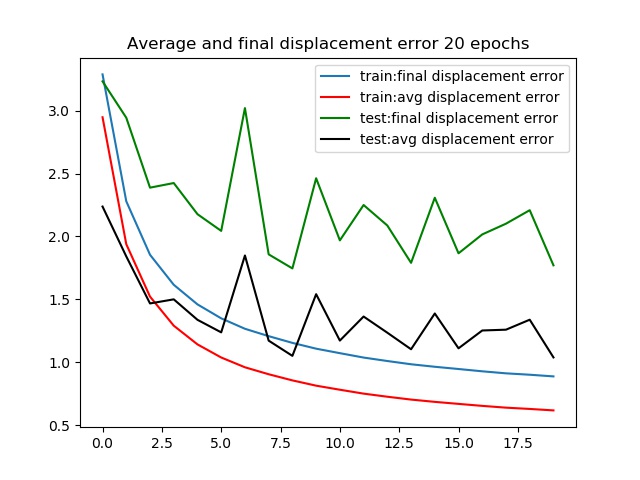 Average and final displacement error 20 epochs
train:final displacement error
train:avg displacement error
test:final displacement error
test:avg displacement error
3.0
2.5
2.0
1.5
1.0
0.5
0.0 2.5 5.0 7.5 10.0 12.5 15.0 17.5